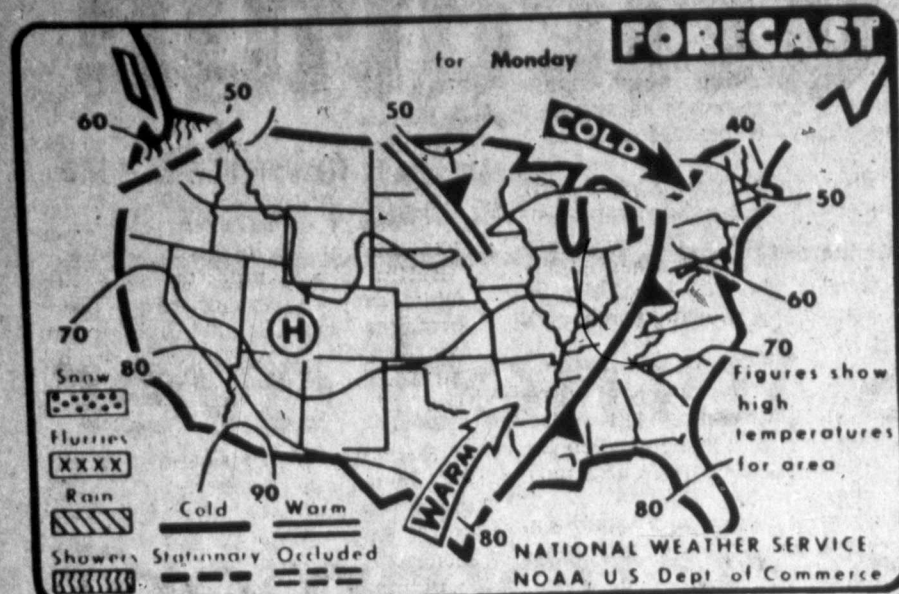 FORECAST
for Monday
50
60
50
COLD
40
50
60
70
70
80
H
Figures show
high
temperatures
for area
Snow
Flurries
XXXX
Rain
Showers
90
Cold
Warm
Stationary
Occluded
WARM
80
80
NATIONAL WEATHER SERVICE
NOAA, U.S. Dept of Commerce